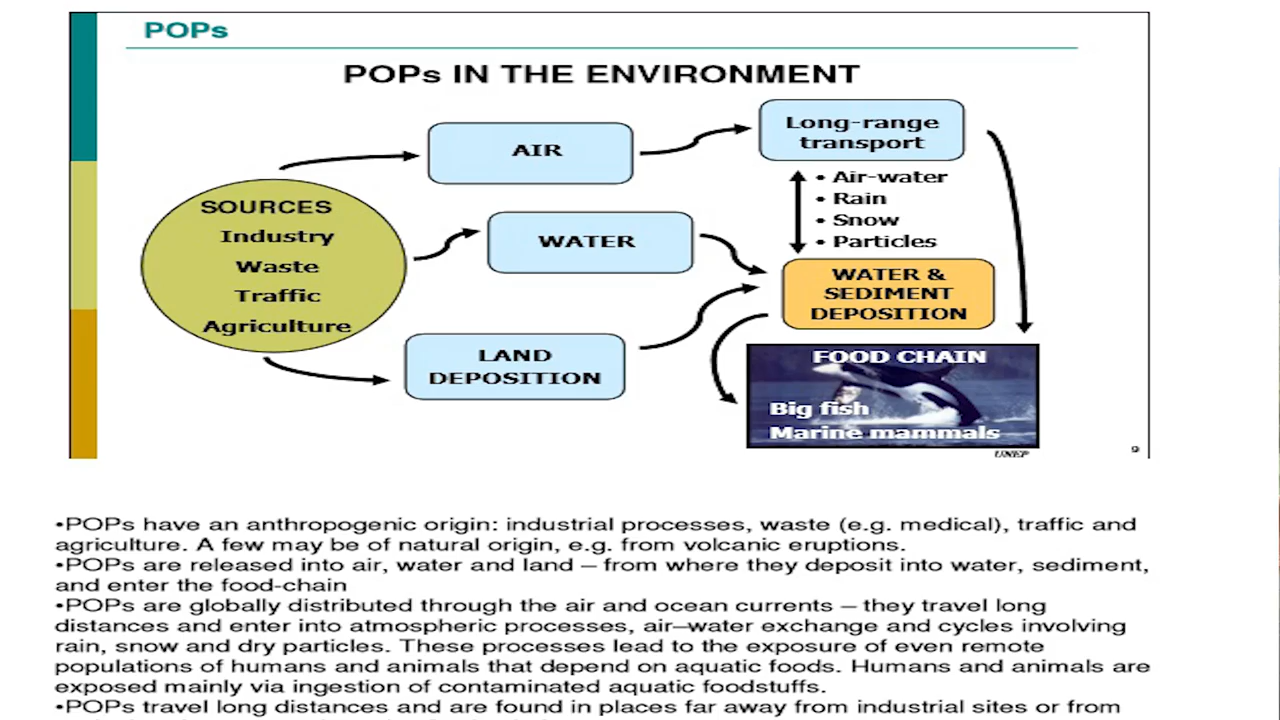 POPs
POPs IN THE ENVIRONMENT
AIR
Long-range
transport
• Air-water
• Rain
• Snow
• Particles
SOURCES
Industry
Waste
Traffic
Agriculture
WATER
WATER &
SEDIMENT
DEPOSITION
LAND
DEPOSITION
FOOD CHAIN
Big fish
Marine mammals
UNEP
9
•POPs have an anthropogenic origin: industrial processes, waste (e.g. medical), traffic and
agriculture. A few may be of natural origin, e.g. from volcanic eruptions.
•POPs are released into air, water and land – from where they deposit into water, sediment,
and enter the food-chain
•POPs are globally distributed through the air and ocean currents – they travel long
distances and enter into atmospheric processes, air–water exchange and cycles involving
rain, snow and dry particles. These processes lead to the exposure of even remote
populations of humans and animals that depend on aquatic foods. Humans and animals are
exposed mainly via ingestion of contaminated aquatic foodstuffs.
•POPs travel long distances and are found in places far away from industrial sites or from